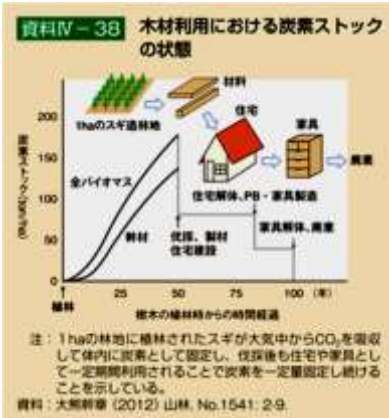 資料Ⅳ－38 木材利用における炭素ストック
の状態
材料
1haのスギ造林地
住宅
家具
廃棄
炭素ストック(ton/ha)
200
150
100
50
0
全バイオマス
幹材
住宅解体、PB・家具製造
伐採、製材
住宅建設
家具解体、廃棄
植林
25
50
75
100 (年)
樹木の植林時からの時間経過
注：1haの林地に植林されたスギが大気中からCO₂を吸収
して体内に炭素として固定し、伐採後も住宅や家具とし
て一定期間利用されることで炭素を一定量固定し続ける
ことを示している。
資料：大熊幹章（2012）山林、No.1541: 2-9.